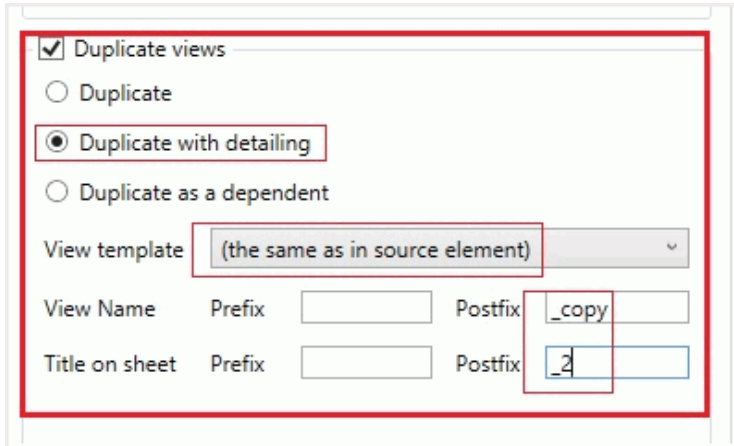 Duplicate views
Duplicate
Duplicate with detailing
Duplicate as a dependent
View template (the same as in source element)
View Name Prefix Postfix _copy
Title on sheet Prefix Postfix _2